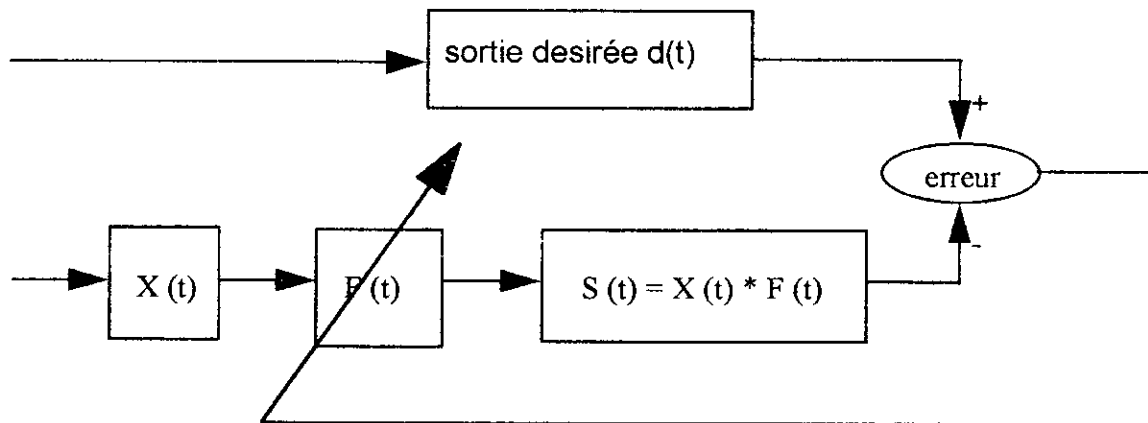 sortie desirée d(t)
+
erreur
-
X (t)
F (t)
S (t) = X (t) * F (t)